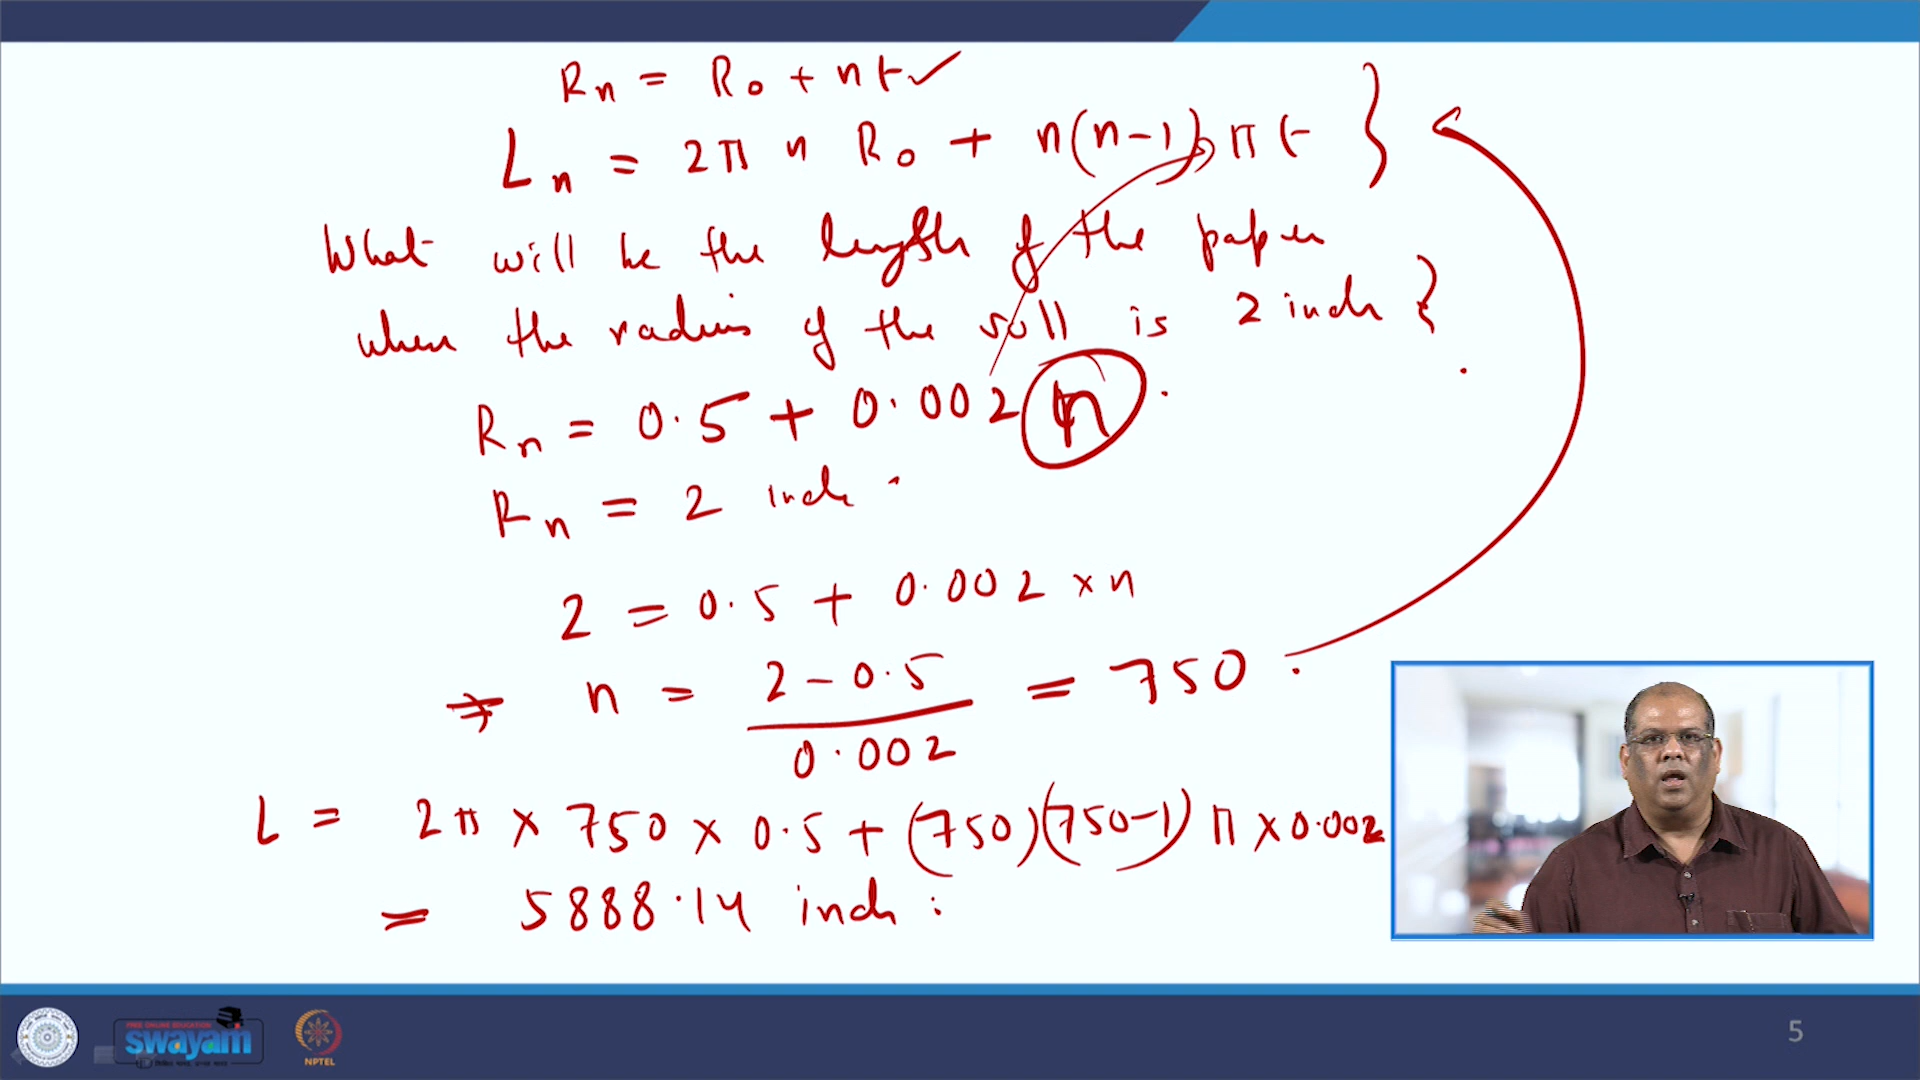 Rn = R₀ + nt ✓
Ln = 2π n R₀ + n(n-1) π t }
What will be the length of the paper
when the radius of the roll is 2 inch }
Rn = 0.5 + 0.002 n .
Rn = 2 inch .
2 = 0.5 + 0.002 × n
⇒ n = (2 - 0.5) / 0.002 = 750 .
L = 2π × 750 × 0.5 + (750)(750-1) π × 0.002
= 5888.14 inch :
FREE ONLINE EDUCATION
swayam
NPTEL
5